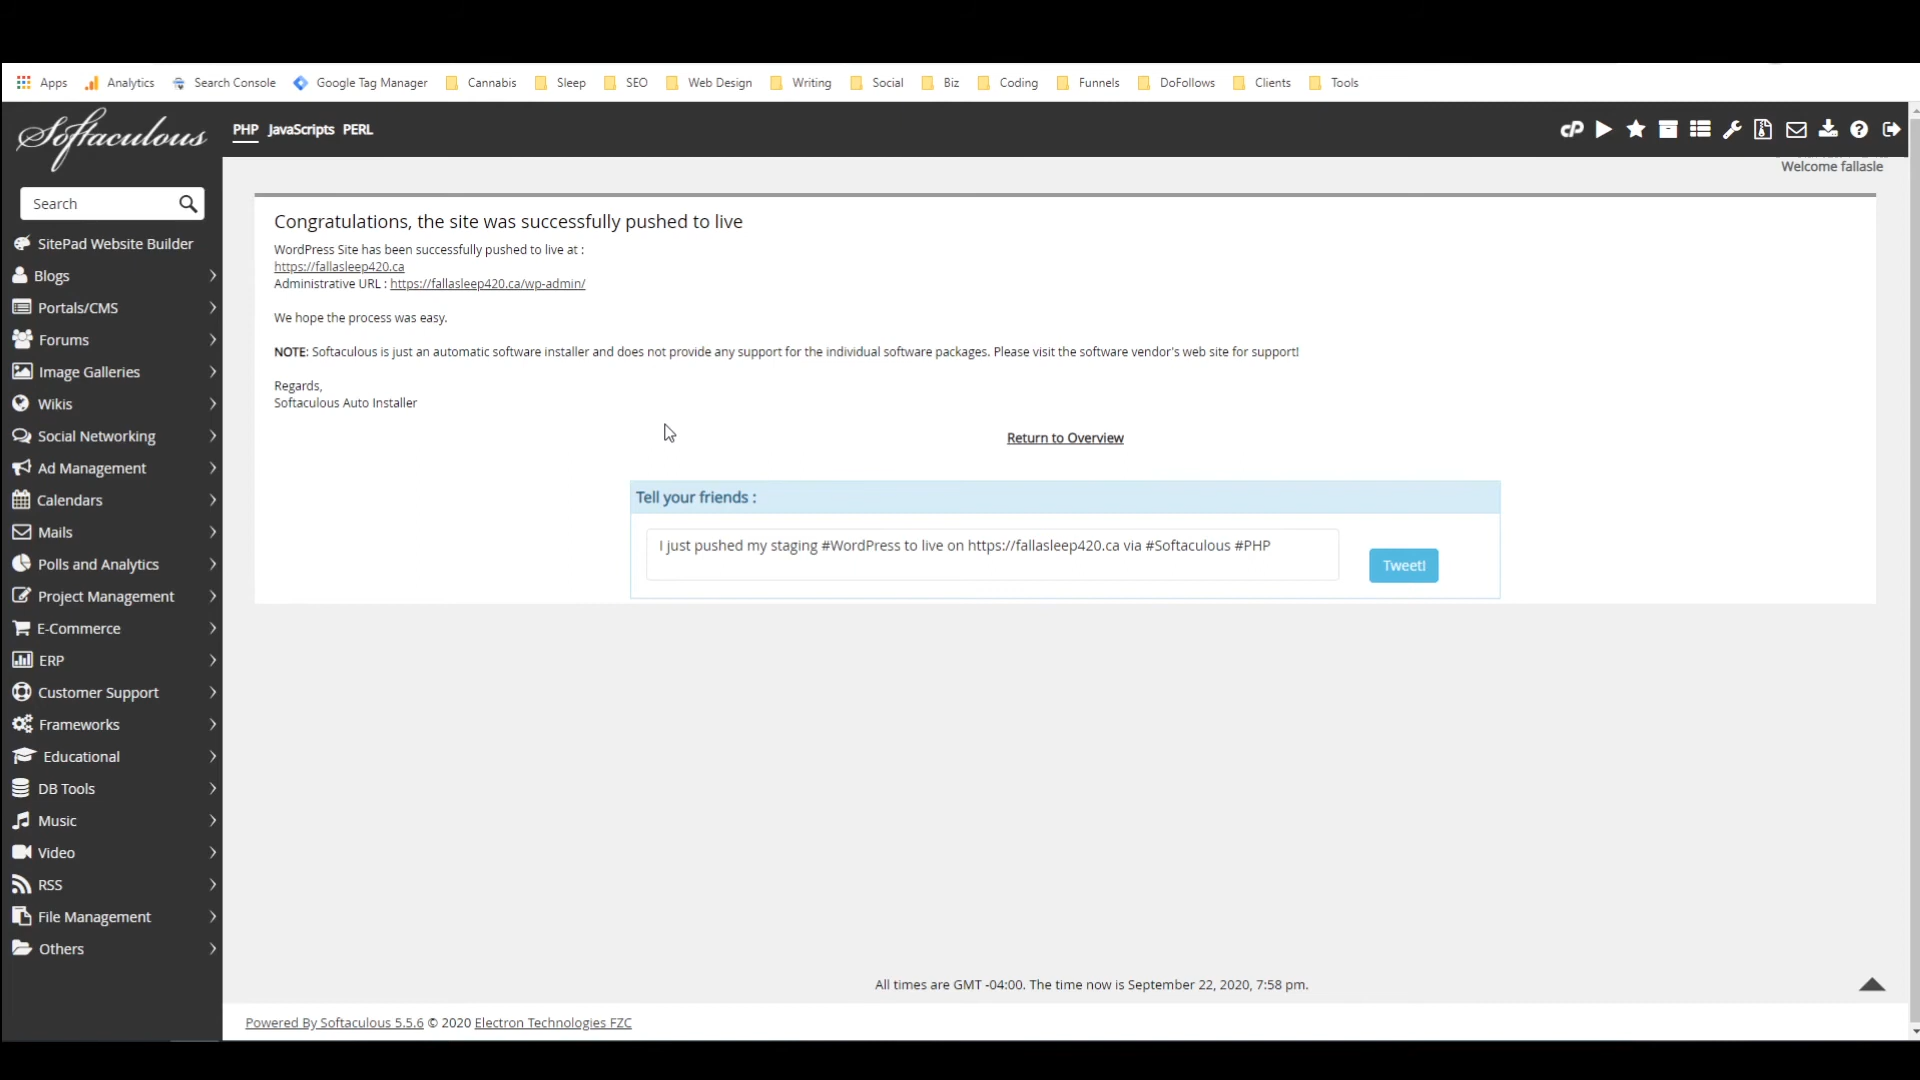 Apps Analytics Search Console Google Tag Manager Cannabis Sleep SEO Web Design Writing Social Biz Coding Funnels DoFollows Clients Tools
Softaculous PHP JavaScripts PERL
Welcome fallasle
Search
SitePad Website Builder
Blogs
Portals/CMS
Forums
Image Galleries
Wikis
Social Networking
Ad Management
Calendars
Mails
Polls and Analytics
Project Management
E-Commerce
ERP
Customer Support
Frameworks
Educational
DB Tools
Music
Video
RSS
File Management
Others
Congratulations, the site was successfully pushed to live
WordPress Site has been successfully pushed to live at :
https://fallasleep420.ca
Administrative URL : https://fallasleep420.ca/wp-admin/
We hope the process was easy.
NOTE: Softaculous is just an automatic software installer and does not provide any support for the individual software packages. Please visit the software vendor's web site for support!
Regards,
Softaculous Auto Installer
Return to Overview
Tell your friends :
I just pushed my staging #WordPress to live on https://fallasleep420.ca via #Softaculous #PHP
Tweet!
All times are GMT -04:00. The time now is September 22, 2020, 7:58 pm.
Powered By Softaculous 5.5.6 © 2020 Electron Technologies FZC